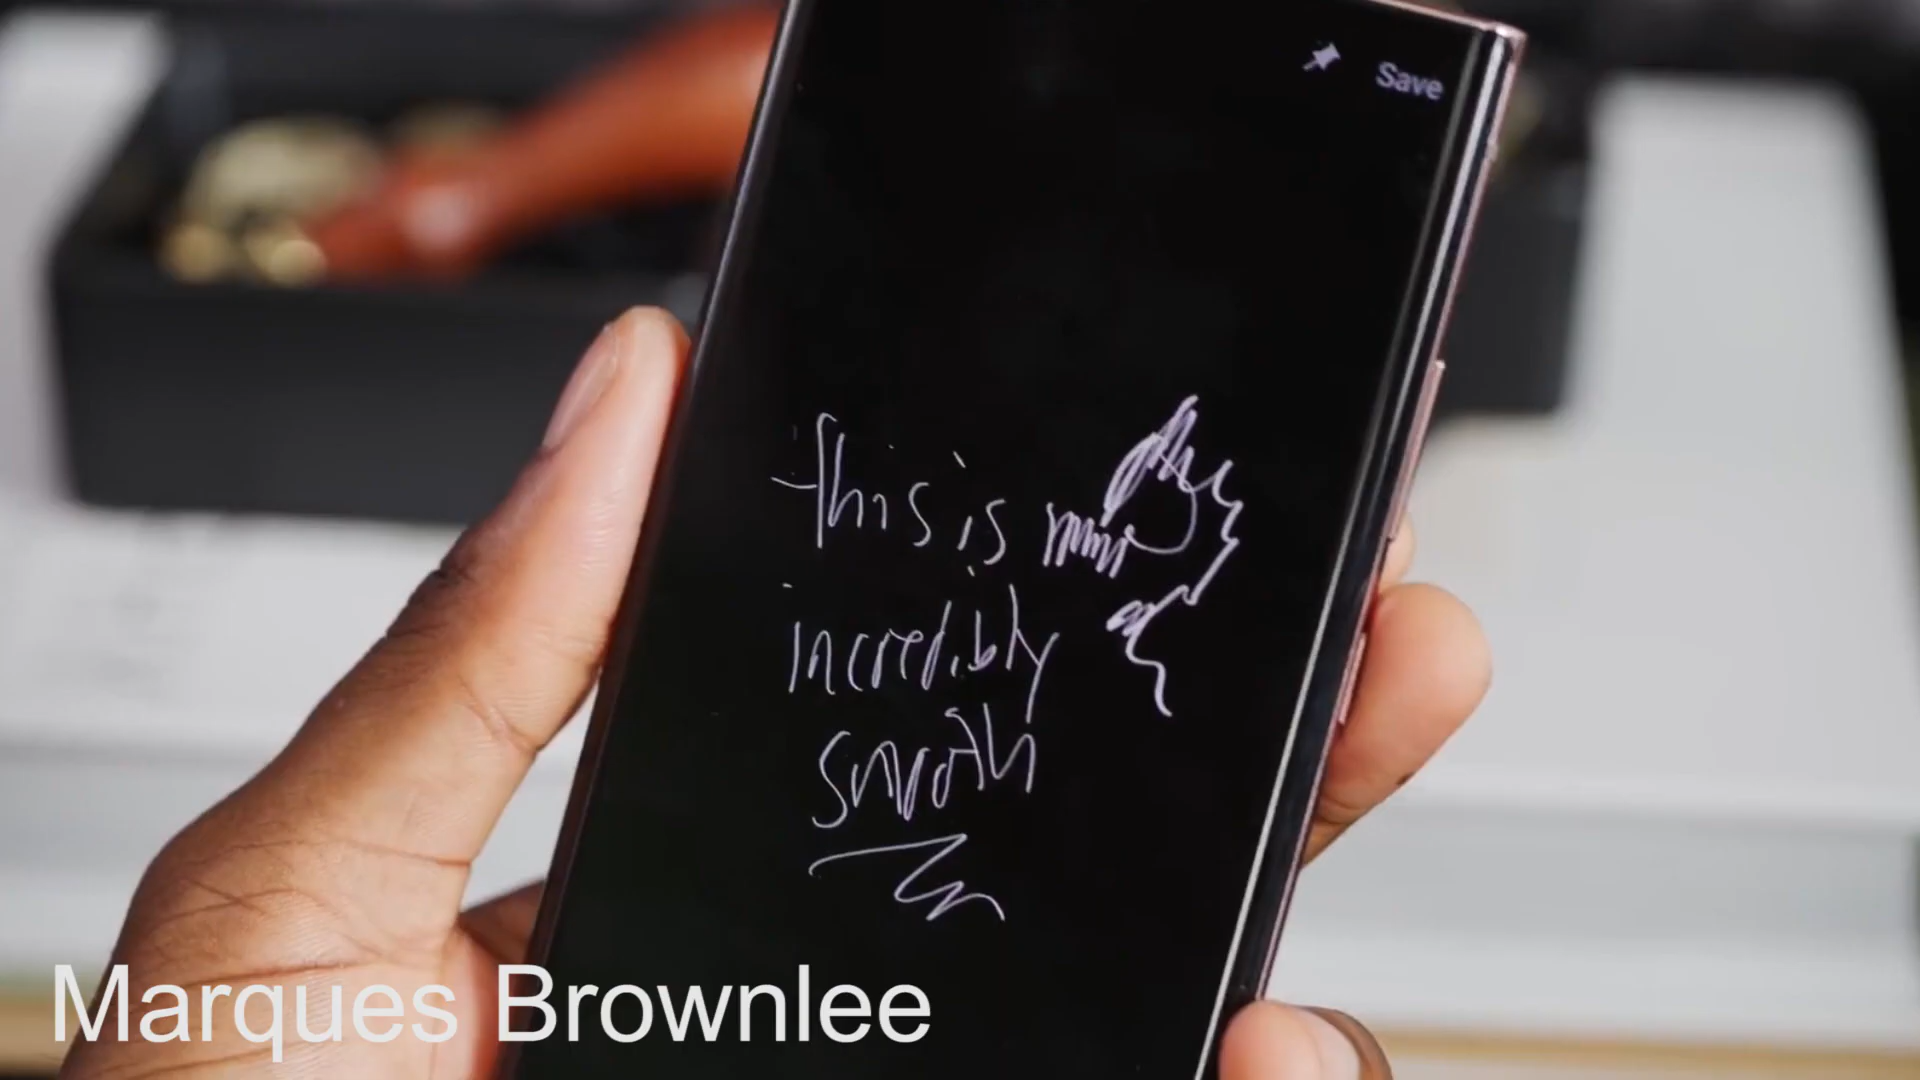 Save
This is
incredibly
smooth
Marques Brownlee